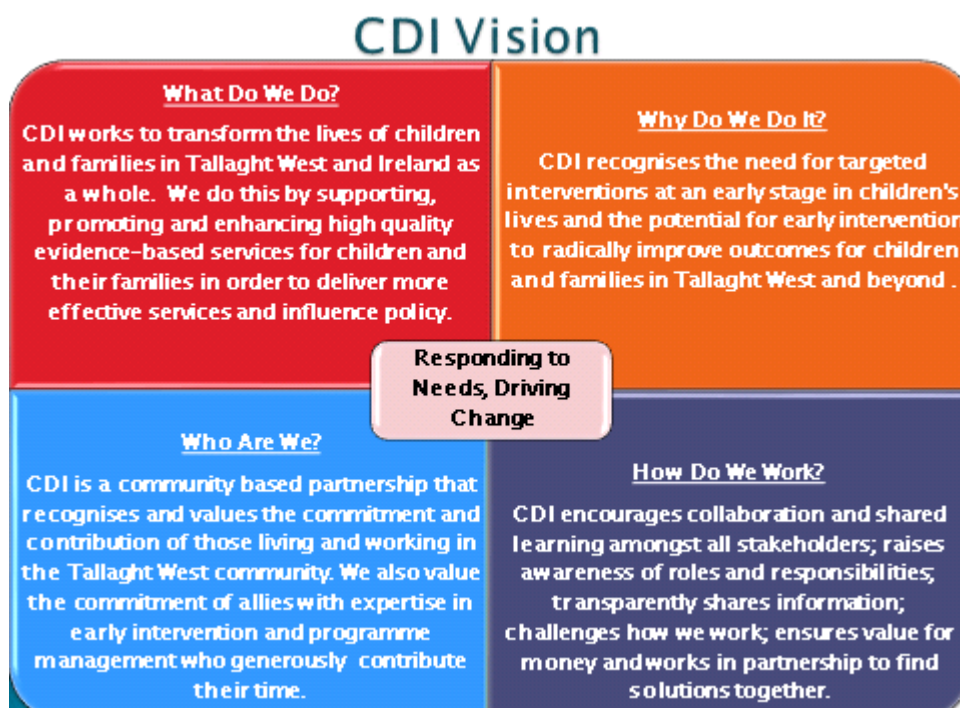 CDI Vision
What Do We Do?
CDI works to transform the lives of children
and families in Tallaght West and Ireland as
a whole. We do this by supporting,
promoting and enhancing high quality
evidence-based services for children and
their families in order to deliver more
effective services and influence policy.
Why Do We Do It?
CDI recognises the need for targeted
interventions at an early stage in children's
lives and the potential for early intervention
to radically improve outcomes for children
and families in Tallaght West and beyond .
Responding to
Needs, Driving
Change
Who Are We?
CDI is a community based partnership that
recognises and values the commitment and
contribution of those living and working in
the Tallaght West community. We also value
the commitment of allies with expertise in
early intervention and programme
management who generously contribute
their time.
How Do We Work?
CDI encourages collaboration and shared
learning amongst all stakeholders; raises
awareness of roles and responsibilities;
transparently shares information;
challenges how we work; ensures value for
money and works in partnership to find
solutions together.